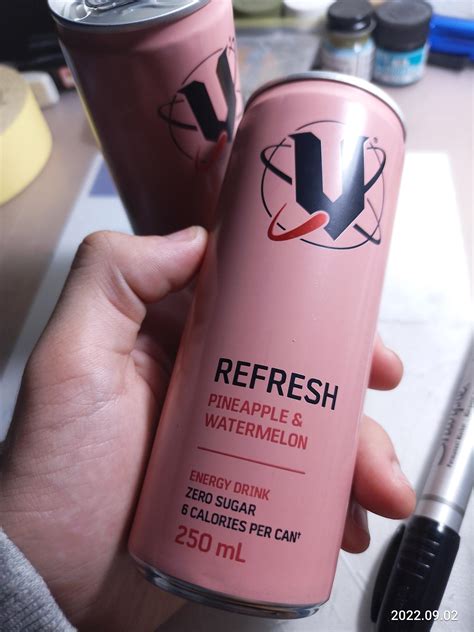 V
V®
REFRESH
PINEAPPLE &
WATERMELON
ENERGY DRINK
ZERO SUGAR
6 CALORIES PER CAN†
250 mL
2022.09.02